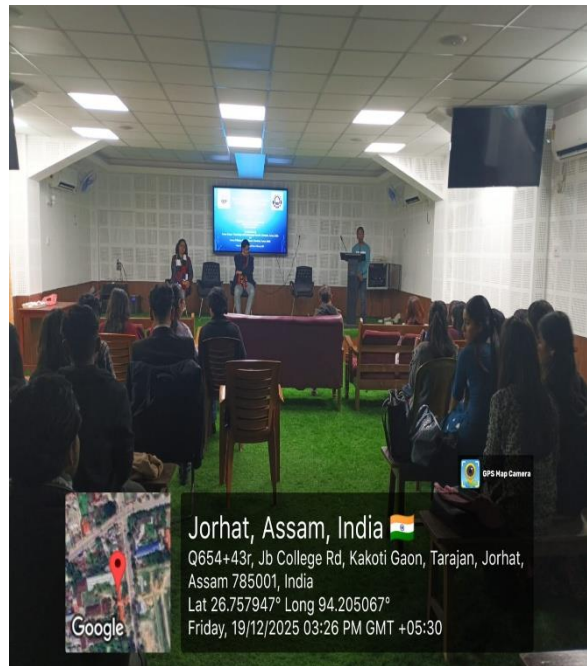 GPS Map Camera
Jorhat, Assam, India
Q654+43r, Jb College Rd, Kakoti Gaon, Tarajan, Jorhat,
Assam 785001, India
Lat 26.757947° Long 94.205067°
Friday, 19/12/2025 03:26 PM GMT +05:30
Google